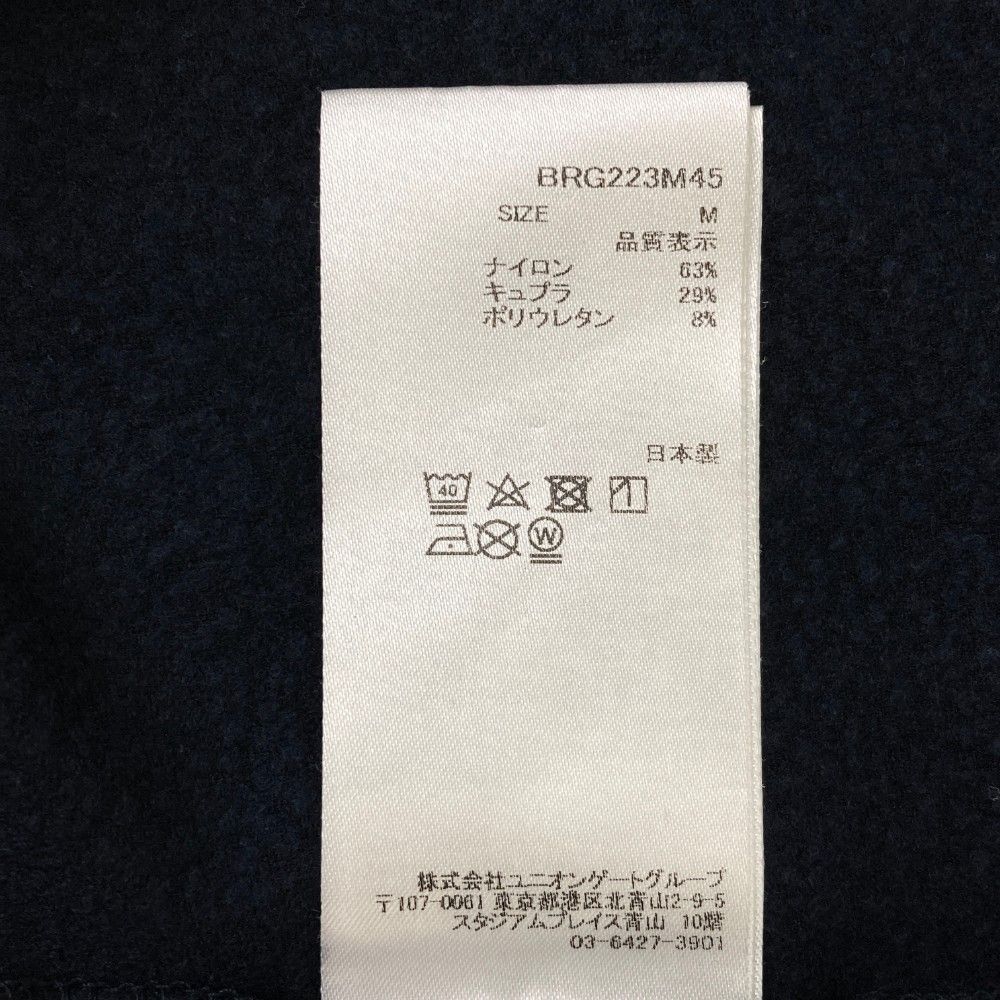 BRG223M45
SIZE M
品質表示
ナイロン 63%
キュプラ 29%
ポリウレタン 8%
日本製
40
W
株式会社ユニオンゲートグループ
〒107-0061 東京都港区北青山2-9-5
スタジアムプレイス青山 10階
03-6427-3901